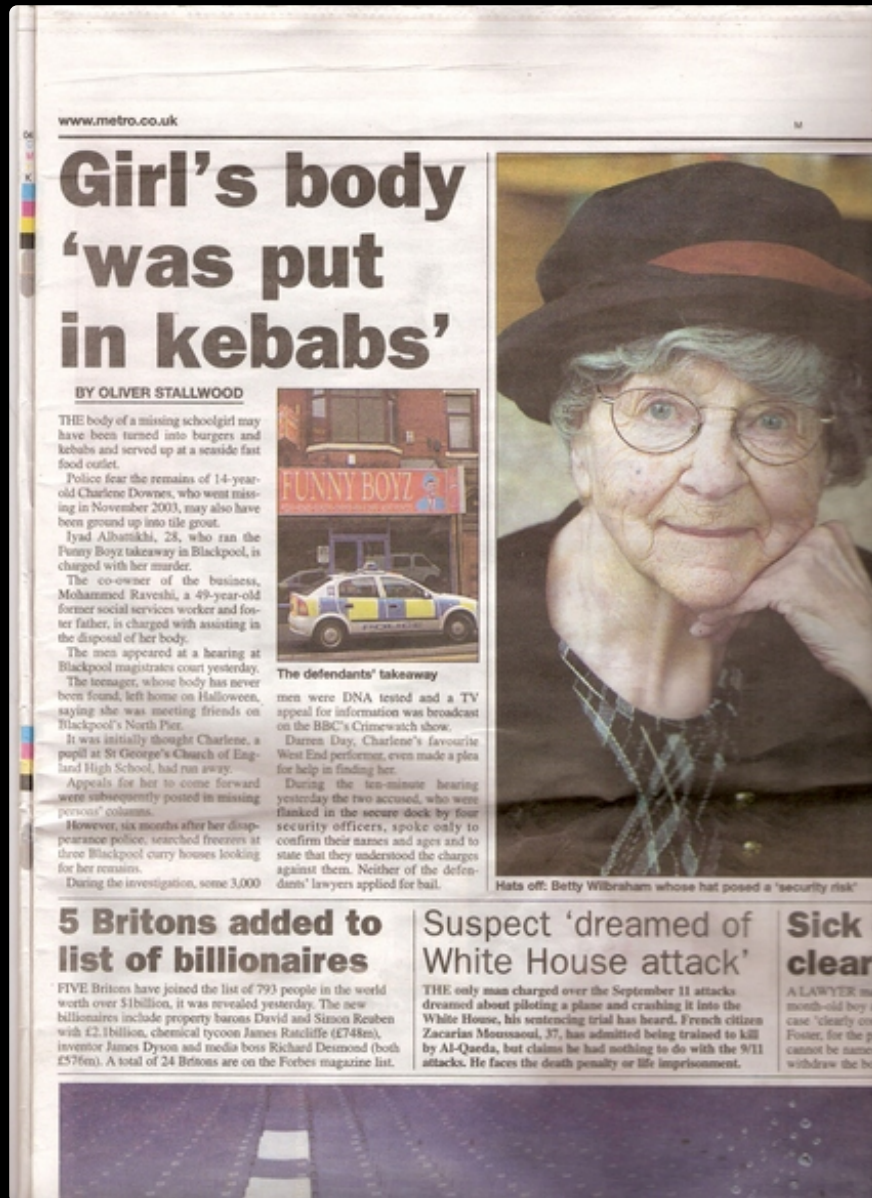 www.metro.co.uk
M
Girl's body
'was put
in kebabs'
BY OLIVER STALLWOOD
THE body of a missing schoolgirl may
have been turned into burgers and
kebabs and served up at a seaside fast
food outlet.
Police fear the remains of 14-year-
old Charlene Downes, who went miss-
ing in November 2003, may also have
been ground up into tile grout.
Iyad Albattikhi, 28, who ran the
Funny Boyz takeaway in Blackpool, is
charged with her murder.
The co-owner of the business,
Mohammed Raveshi, a 49-year-old
former social services worker and fos-
ter father, is charged with assisting in
the disposal of her body.
The men appeared at a hearing at
Blackpool magistrates court yesterday.
The teenager, whose body has never
been found, left home on Halloween,
saying she was meeting friends on
Blackpool's North Pier.
It was initially thought Charlene, a
pupil at St George's Church of Eng-
land High School, had run away.
Appeals for her to come forward
were subsequently posted in missing
persons' columns.
However, six months after her disap-
pearance police, searched freezers at
three Blackpool curry houses looking
for her remains.
During the investigation, some 3,000
FUNNY BOYZ
POLICE
The defendants' takeaway
men were DNA tested and a TV
appeal for information was broadcast
on the BBC's Crimewatch show.
Darren Day, Charlene's favourite
West End performer, even made a plea
for help in finding her.
During the ten-minute hearing
yesterday the two accused, who were
flanked in the secure dock by four
security officers, spoke only to
confirm their names and ages and to
state that they understood the charges
against them. Neither of the defen-
dants' lawyers applied for bail.
Hats off: Betty Wilbraham whose hat posed a 'security risk'
5 Britons added to
list of billionaires
FIVE Britons have joined the list of 793 people in the world
worth over $1billion, it was revealed yesterday. The new
billionaires include property barons David and Simon Reuben
with £2.1billion, chemical tycoon James Ratcliffe (£748m),
inventor James Dyson and media boss Richard Desmond (both
£576m). A total of 24 Britons are on the Forbes magazine list.
Suspect 'dreamed of
White House attack'
THE only man charged over the September 11 attacks
dreamed about piloting a plane and crashing it into the
White House, his sentencing trial has heard. French citizen
Zacarias Moussaoui, 37, has admitted being trained to kill
by Al-Qaeda, but claims he had nothing to do with the 9/11
attacks. He faces the death penalty or life imprisonment.
Sick
clear
A LAWYER
month-old boy
case 'clearly
Foster, for the
cannot be name
withdraw the